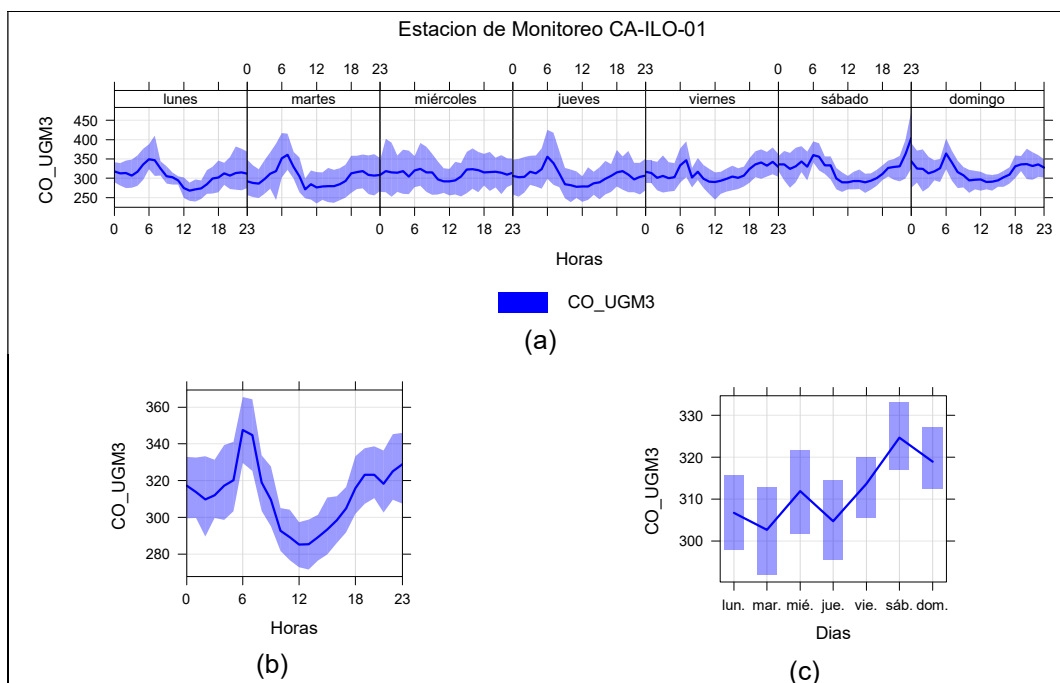 Estacion de Monitoreo CA-ILO-01
0 6 12 18 23 0 6 12 18 23 0 6 12 18 23
lunes martes miércoles jueves viernes sábado domingo
CO_UGM3
450
400
350
300
250
0 6 12 18 23 0 6 12 18 23 0 6 12 18 23 0 6 12 18 23
Horas
CO_UGM3
(a)
CO_UGM3
360
340
320
300
280
0 6 12 18 23
Horas
(b)
CO_UGM3
330
320
310
300
lun. mar. mié. jue. vie. sáb. dom.
Dias
(c)